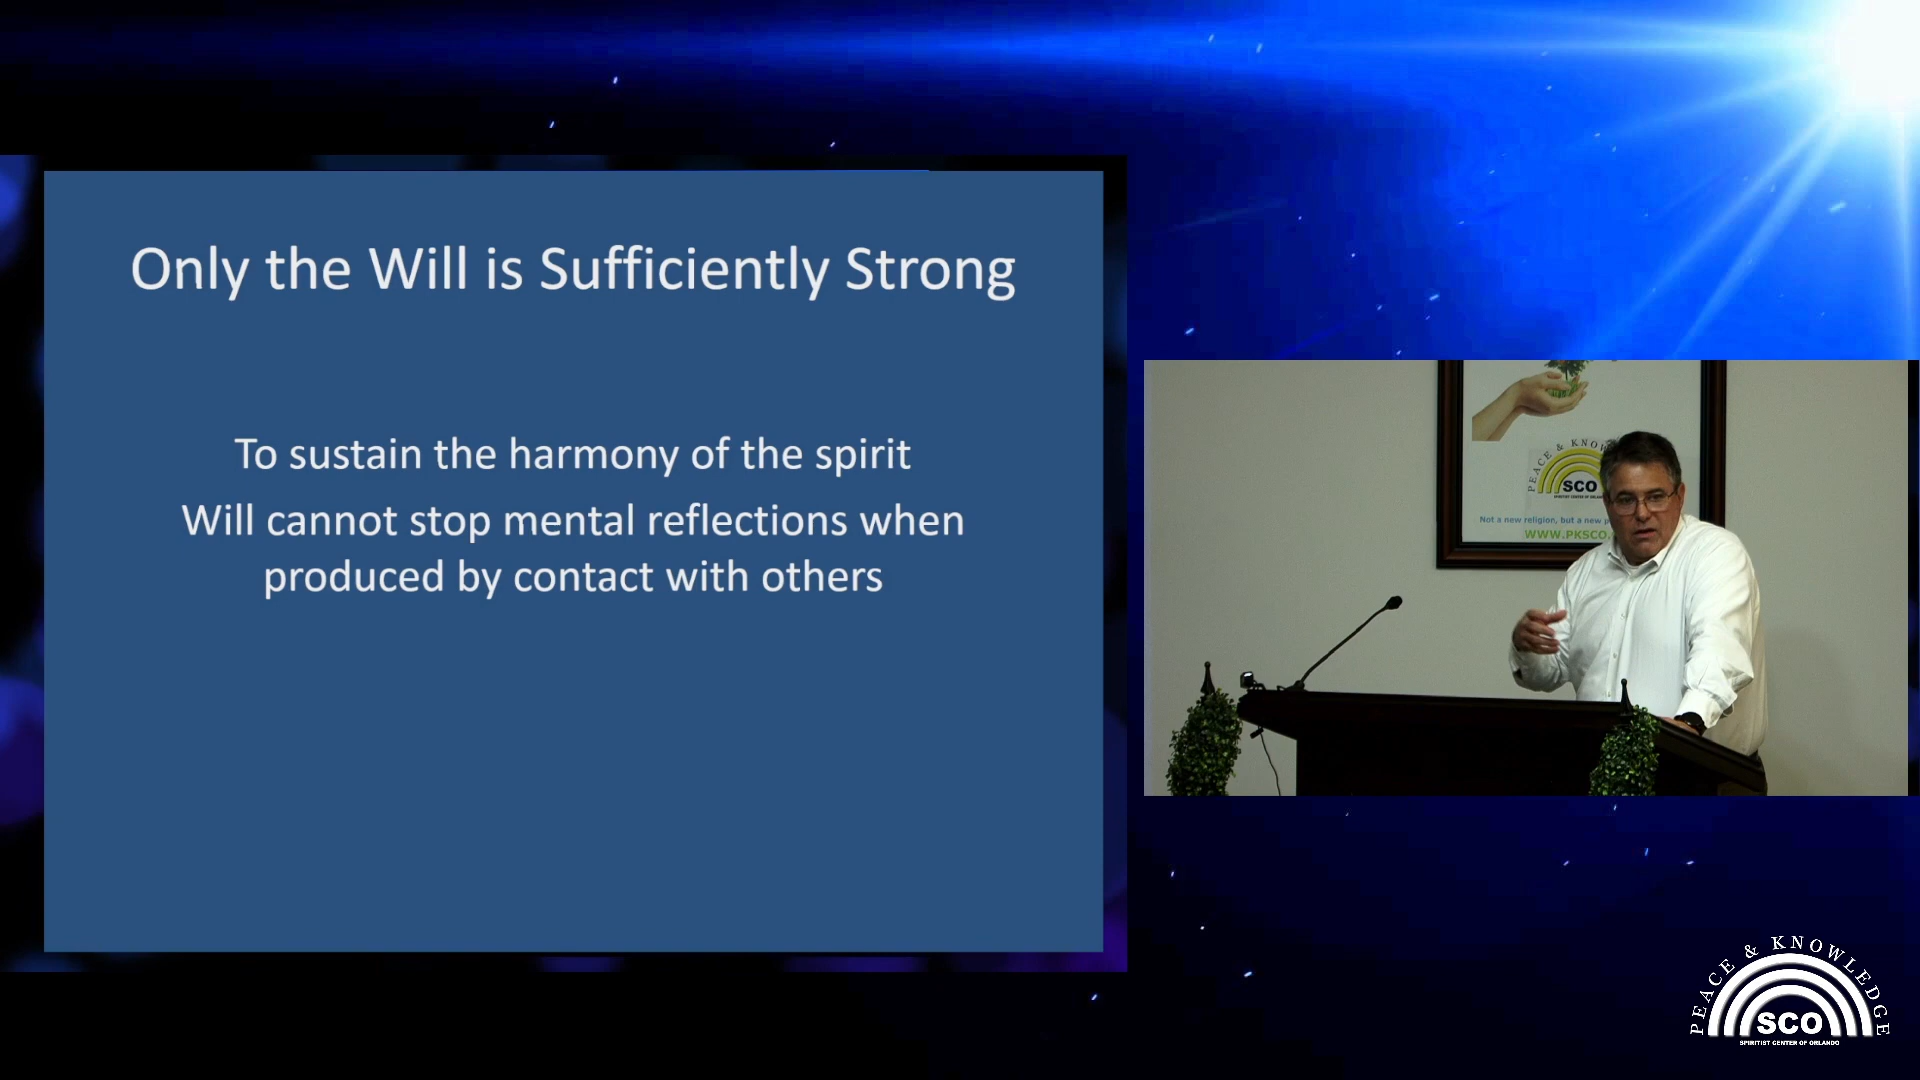 Only the Will is Sufficiently Strong
To sustain the harmony of the spirit
Will cannot stop mental reflections when
produced by contact with others
PEACE & KNOW
SCO
Not a new religion, but a new
WWW.PKSCO.
PEACE & KNOWLEDGE
SCO
SPIRITIST CENTER OF ORLANDO